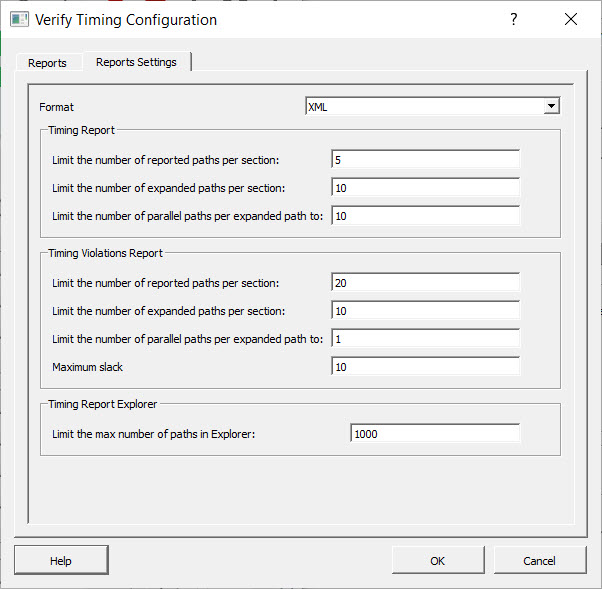 Verify Timing Configuration ?
Reports Reports Settings
Format XML
Timing Report
Limit the number of reported paths per section: 5
Limit the number of expanded paths per section: 10
Limit the number of parallel paths per expanded path to: 10
Timing Violations Report
Limit the number of reported paths per section: 20
Limit the number of expanded paths per section: 10
Limit the number of parallel paths per expanded path to: 1
Maximum slack 10
Timing Report Explorer
Limit the max number of paths in Explorer: 1000
Help OK Cancel